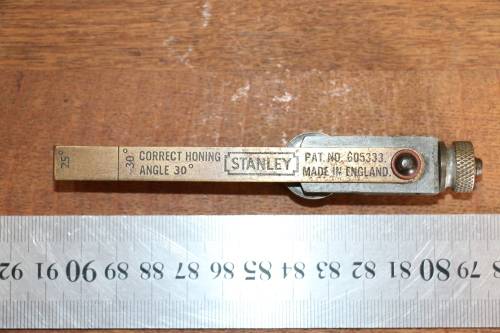 25°
30°
CORRECT HONING
ANGLE 30°
STANLEY
PAT. NO. 605333.
MADE IN ENGLAND.
92 91 90 89 88 87 86 85 84 83 82 81 80 79 78